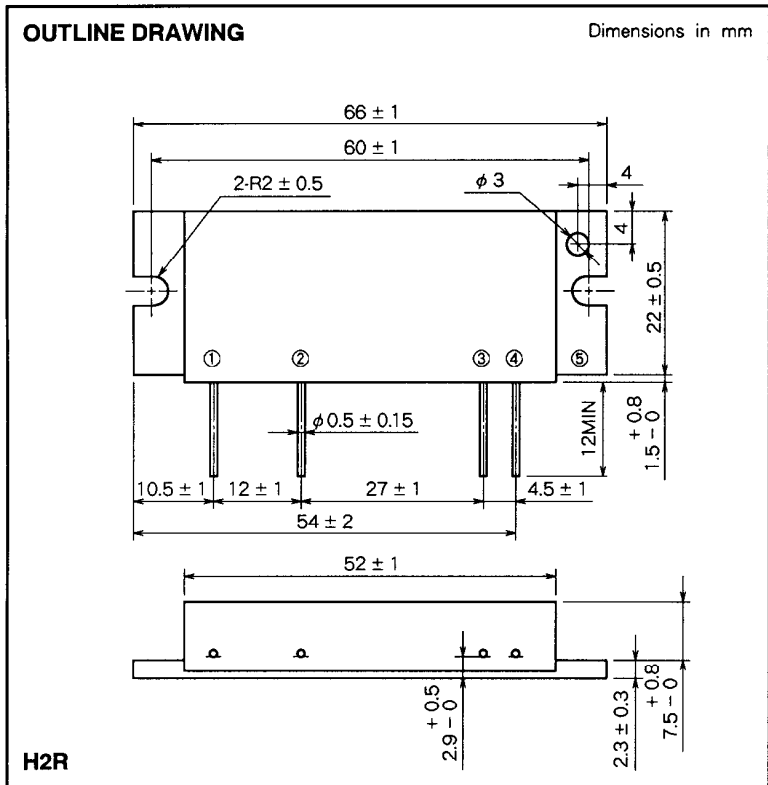 OUTLINE DRAWING
Dimensions in mm
66 ± 1
60 ± 1
2-R2 ± 0.5
φ 3
4
4
22 ± 0.5
① ② ③ ④ ⑤
φ0.5 ± 0.15
12MIN
+ 0.8
1.5 – 0
10.5 ± 1
12 ± 1
27 ± 1
4.5 ± 1
54 ± 2
52 ± 1
+ 0.5
2.9 – 0
2.3 ± 0.3
+ 0.8
7.5 – 0
H2R